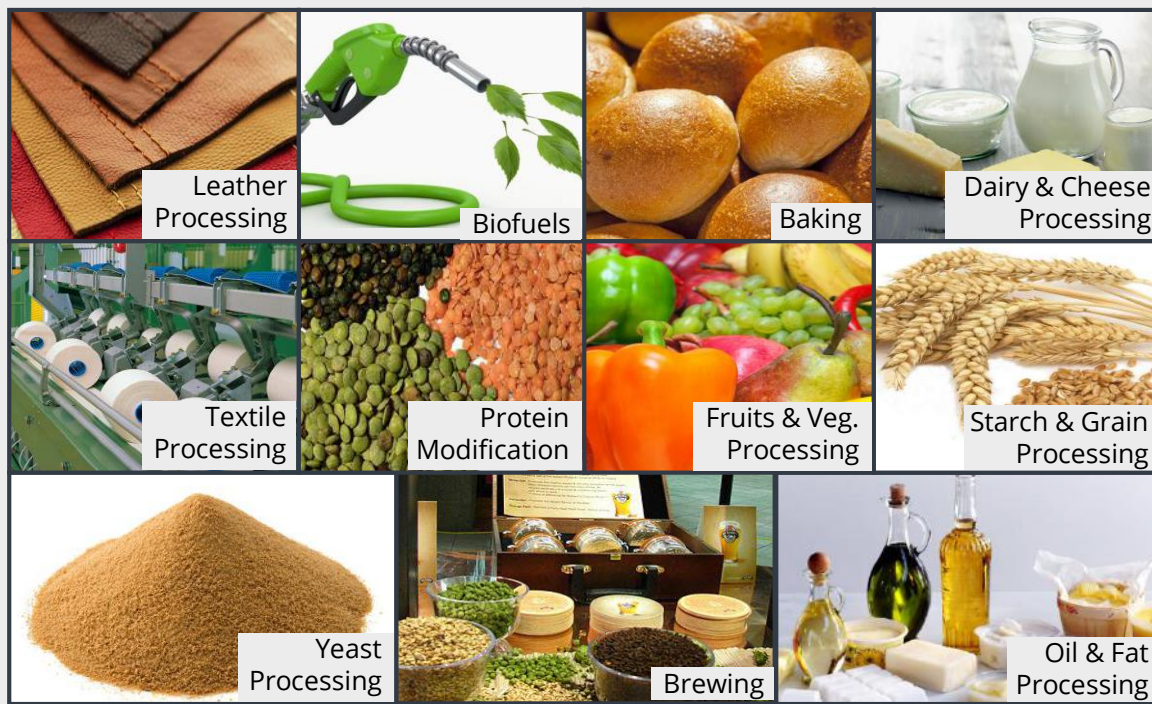 Leather
Processing
Biofuels
Baking
Dairy & Cheese
Processing
Textile
Processing
Protein
Modification
Fruits & Veg.
Processing
Starch & Grain
Processing
Yeast
Processing
Brewing
Oil & Fat
Processing